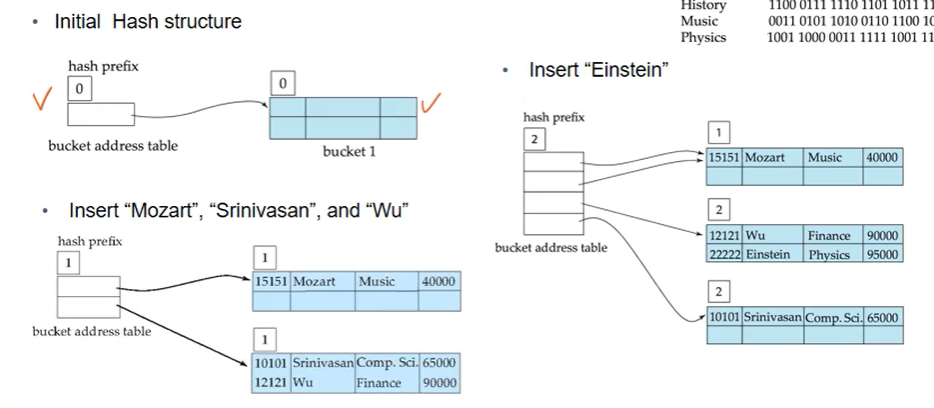 • Initial Hash structure
hash prefix
0
0
bucket address table
bucket 1
• Insert "Mozart", "Srinivasan", and "Wu"
hash prefix
1
bucket address table
1
15151 Mozart Music 40000
1
10101 Srinivasan Comp. Sci. 65000
12121 Wu Finance 90000
History 1100 0111 1110 1101 1011 11
Music 0011 0101 1010 0110 1100 10
Physics 1001 1000 0011 1111 1001 11
• Insert "Einstein"
hash prefix
2
bucket address table
1
15151 Mozart Music 40000
2
12121 Wu Finance 90000
22222 Einstein Physics 95000
2
10101 Srinivasan Comp. Sci. 65000